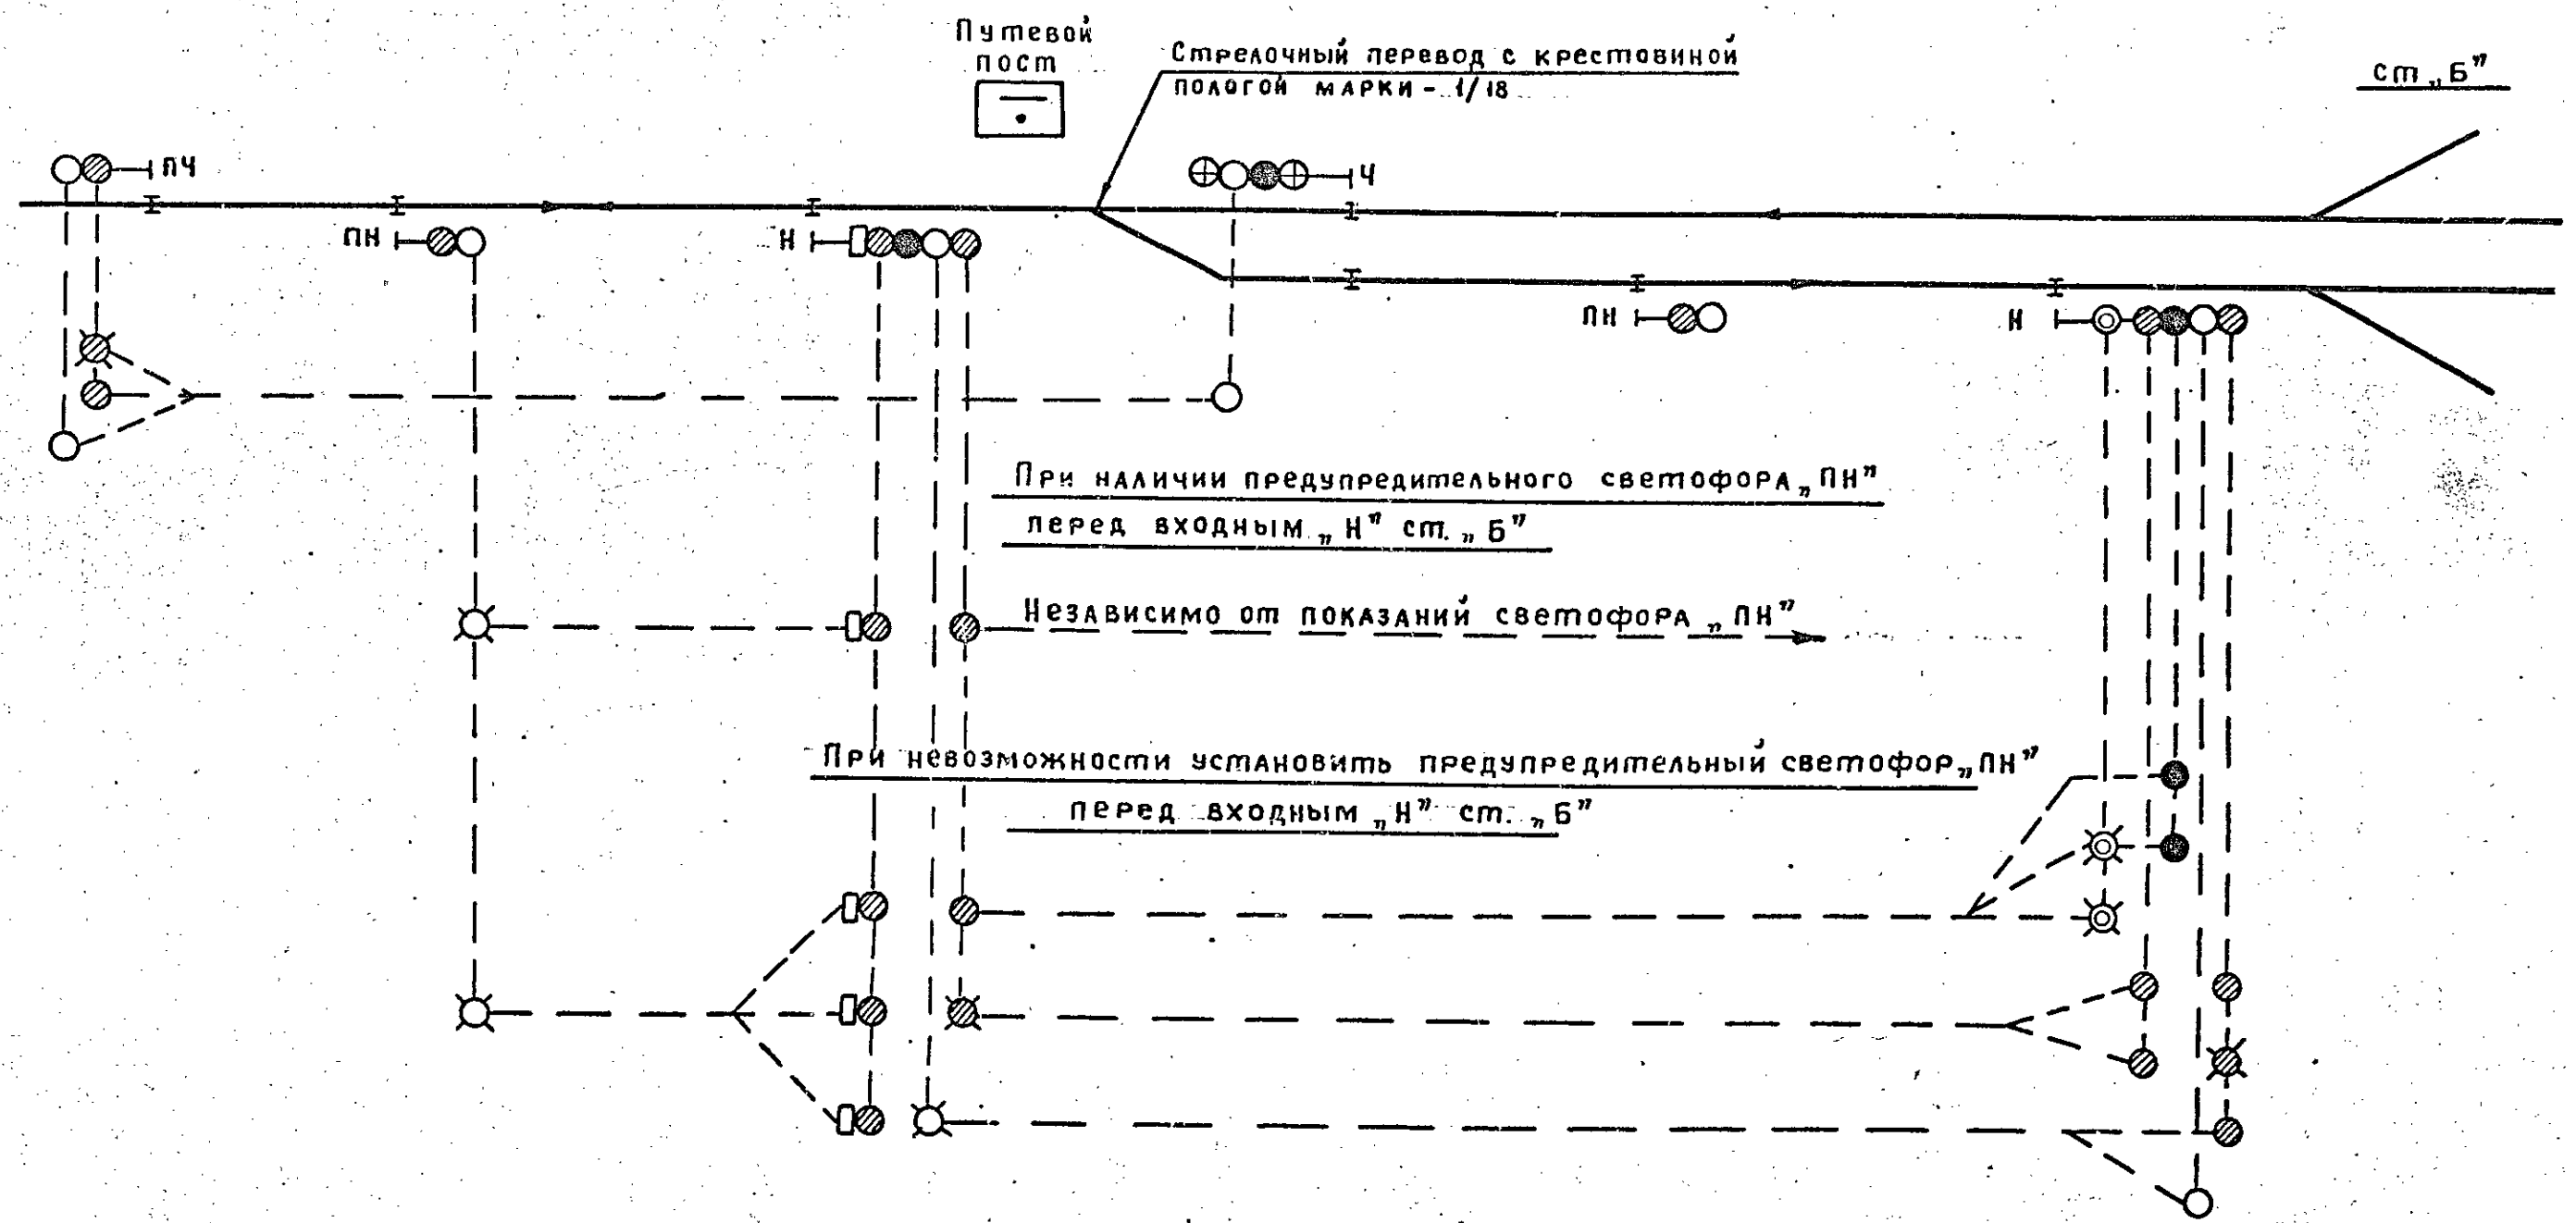 Путевой
пост
Стрелочный перевод с крестовиной
пологой марки - 1/18
ст „Б”
ПЧ
Ч
ПН
Н
ПН
Н
При наличии предупредительного светофора „ПН”
перед входным „Н” ст. „Б”
Независимо от показаний светофора „ПН”
При невозможности установить предупредительный светофор „ПН”
перед входным „Н” ст. „Б”